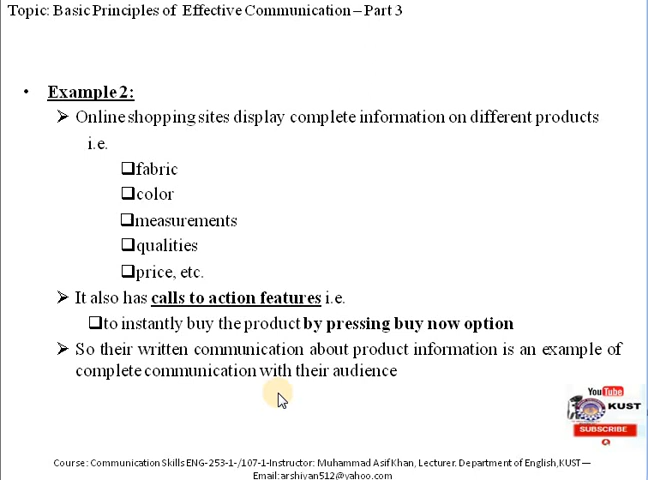 Topic: Basic Principles of Effective Communication – Part 3
• Example 2:
➢ Online shopping sites display complete information on different products
i.e.
❑fabric
❑color
❑measurements
❑qualities
❑price, etc.
➢ It also has calls to action features i.e.
❑to instantly buy the product by pressing buy now option
➢ So their written communication about product information is an example of
complete communication with their audience
YouTube
KUST
SUBSCRIBE
Course: Communication Skills ENG-253-1-/107-1-Instructor: Muhammad Asif Khan, Lecturer. Department of English,KUST—
Email:arshiyan512@yahoo.com